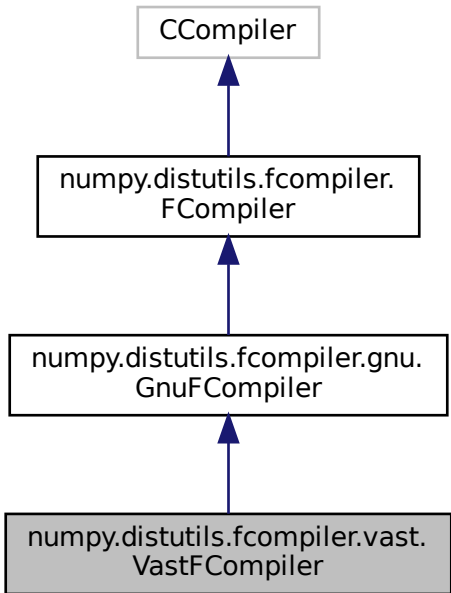 CCompiler
numpy.distutils.fcompiler.
FCompiler
numpy.distutils.fcompiler.gnu.
GnuFCompiler
numpy.distutils.fcompiler.vast.
VastFCompiler